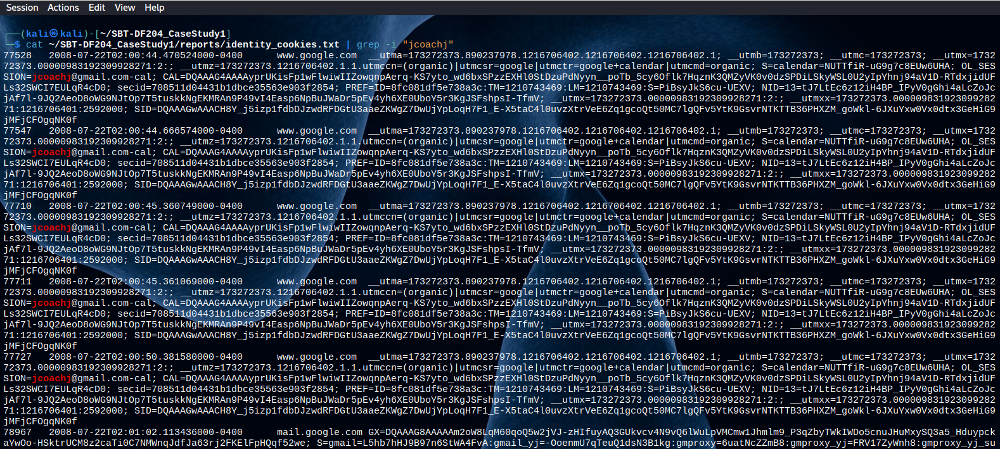 Session Actions Edit View Help
┌──(kali㉿kali)-[~/SBT-DF204_CaseStudy1]
└─$ cat ~/SBT-DF204_CaseStudy1/reports/identity_cookies.txt | grep -i "jcoachj"
77528 2008-07-22T02:00:44.470524000-0400 www.google.com __utma=173272373.890237978.1216706402.1216706402.1216706402.1; __utmb=173272373; __utmc=173272373; __utmx=1732
72373.00000983192309928271:2:; __utmz=173272373.1216706402.1.1.utmccn=(organic)|utmcsr=google|utmctr=google+calendar|utmcmd=organic; S=calendar=NUTTfiR-uG9g7c8EUw6UHA; OL_SES
SION=jcoachj@gmail.com-cal; CAL=DQAAAG4AAAAyprUKisFp1wFlwiwIIZowqnpAerq-KS7yto_wd6bxSPzzEXHl0StDzuPdNyyn__poTb_5cy6Oflk7HqznK3QMZyVK0v0dzSPDiLSkyWSL0U2yIpYhnj94aV1D-RTdxjidUF
Ls32SWCI7EULqR4cD0; secid=708511d04431b1dbce35563e903f2854; PREF=ID=8fc081df5e738a3c:TM=1210743469:LM=1210743469:S=PiBsyJkS6cu-UEXV; NID=13=tJ7LtEc6z12iH4BP_IPyV0gGhi4aLcZoJc
jAf7l-9JQ2AeoD8oWG9NJtOp7T5tuskkNgEKMRAn9P49vI4Easp6NpBuJWaDr5pEv4yh6XE0UboY5r3KgJSFshpsI-TfmV; __utmx=173272373.00000983192309928271:2:; __utmxx=173272373.000009831923099282
71:1216706401:2592000; SID=DQAAAGwAAACH8Y_j5izp1fdbDJzwdRFDGtU3aaeZKWgZ7DwUjYpLoqH7F1_E-X5taC4l0uvzXtrVeE6Zq1gcoQt50MC7lgQFv5YtK9GsvrNTKTTB36PHXZM_goWkl-6JXuYxw0Vx0dtx3GeHiG9
jMFjCFOgqNK0f
77547 2008-07-22T02:00:44.666574000-0400 www.google.com __utma=173272373.890237978.1216706402.1216706402.1216706402.1; __utmb=173272373; __utmc=173272373; __utmx=1732
72373.00000983192309928271:2:; __utmz=173272373.1216706402.1.1.utmccn=(organic)|utmcsr=google|utmctr=google+calendar|utmcmd=organic; S=calendar=NUTTfiR-uG9g7c8EUw6UHA; OL_SES
SION=jcoachj@gmail.com-cal; CAL=DQAAAG4AAAAyprUKisFp1wFlwiwIIZowqnpAerq-KS7yto_wd6bxSPzzEXHl0StDzuPdNyyn__poTb_5cy6Oflk7HqznK3QMZyVK0v0dzSPDiLSkyWSL0U2yIpYhnj94aV1D-RTdxjidUF
Ls32SWCI7EULqR4cD0; secid=708511d04431b1dbce35563e903f2854; PREF=ID=8fc081df5e738a3c:TM=1210743469:LM=1210743469:S=PiBsyJkS6cu-UEXV; NID=13=tJ7LtEc6z12iH4BP_IPyV0gGhi4aLcZoJc
jAf7l-9JQ2AeoD8oWG9NJtOp7T5tuskkNgEKMRAn9P49vI4Easp6NpBuJWaDr5pEv4yh6XE0UboY5r3KgJSFshpsI-TfmV; __utmx=173272373.00000983192309928271:2:; __utmxx=173272373.000009831923099282
71:1216706401:2592000; SID=DQAAAGwAAACH8Y_j5izp1fdbDJzwdRFDGtU3aaeZKWgZ7DwUjYpLoqH7F1_E-X5taC4l0uvzXtrVeE6Zq1gcoQt50MC7lgQFv5YtK9GsvrNTKTTB36PHXZM_goWkl-6JXuYxw0Vx0dtx3GeHiG9
jMFjCFOgqNK0f
77710 2008-07-22T02:00:45.360749000-0400 www.google.com __utma=173272373.890237978.1216706402.1216706402.1216706402.1; __utmb=173272373; __utmc=173272373; __utmx=1732
72373.00000983192309928271:2:; __utmz=173272373.1216706402.1.1.utmccn=(organic)|utmcsr=google|utmctr=google+calendar|utmcmd=organic; S=calendar=NUTTfiR-uG9g7c8EUw6UHA; OL_SES
SION=jcoachj@gmail.com-cal; CAL=DQAAAG4AAAAyprUKisFp1wFlwiwIIZowqnpAerq-KS7yto_wd6bxSPzzEXHl0StDzuPdNyyn__poTb_5cy6Oflk7HqznK3QMZyVK0v0dzSPDiLSkyWSL0U2yIpYhnj94aV1D-RTdxjidUF
Ls32SWCI7EULqR4cD0; secid=708511d04431b1dbce35563e903f2854; PREF=ID=8fc081df5e738a3c:TM=1210743469:LM=1210743469:S=PiBsyJkS6cu-UEXV; NID=13=tJ7LtEc6z12iH4BP_IPyV0gGhi4aLcZoJc
jAf7l-9JQ2AeoD8oWG9NJtOp7T5tuskkNgEKMRAn9P49vI4Easp6NpBuJWaDr5pEv4yh6XE0UboY5r3KgJSFshpsI-TfmV; __utmx=173272373.00000983192309928271:2:; __utmxx=173272373.000009831923099282
71:1216706401:2592000; SID=DQAAAGwAAACH8Y_j5izp1fdbDJzwdRFDGtU3aaeZKWgZ7DwUjYpLoqH7F1_E-X5taC4l0uvzXtrVeE6Zq1gcoQt50MC7lgQFv5YtK9GsvrNTKTTB36PHXZM_goWkl-6JXuYxw0Vx0dtx3GeHiG9
jMFjCFOgqNK0f
77711 2008-07-22T02:00:45.361069000-0400 www.google.com __utma=173272373.890237978.1216706402.1216706402.1216706402.1; __utmb=173272373; __utmc=173272373; __utmx=1732
72373.00000983192309928271:2:; __utmz=173272373.1216706402.1.1.utmccn=(organic)|utmcsr=google|utmctr=google+calendar|utmcmd=organic; S=calendar=NUTTfiR-uG9g7c8EUw6UHA; OL_SES
SION=jcoachj@gmail.com-cal; CAL=DQAAAG4AAAAyprUKisFp1wFlwiwIIZowqnpAerq-KS7yto_wd6bxSPzzEXHl0StDzuPdNyyn__poTb_5cy6Oflk7HqznK3QMZyVK0v0dzSPDiLSkyWSL0U2yIpYhnj94aV1D-RTdxjidUF
Ls32SWCI7EULqR4cD0; secid=708511d04431b1dbce35563e903f2854; PREF=ID=8fc081df5e738a3c:TM=1210743469:LM=1210743469:S=PiBsyJkS6cu-UEXV; NID=13=tJ7LtEc6z12iH4BP_IPyV0gGhi4aLcZoJc
jAf7l-9JQ2AeoD8oWG9NJtOp7T5tuskkNgEKMRAn9P49vI4Easp6NpBuJWaDr5pEv4yh6XE0UboY5r3KgJSFshpsI-TfmV; __utmx=173272373.00000983192309928271:2:; __utmxx=173272373.000009831923099282
71:1216706401:2592000; SID=DQAAAGwAAACH8Y_j5izp1fdbDJzwdRFDGtU3aaeZKWgZ7DwUjYpLoqH7F1_E-X5taC4l0uvzXtrVeE6Zq1gcoQt50MC7lgQFv5YtK9GsvrNTKTTB36PHXZM_goWkl-6JXuYxw0Vx0dtx3GeHiG9
jMFjCFOgqNK0f
77727 2008-07-22T02:00:50.381580000-0400 www.google.com __utma=173272373.890237978.1216706402.1216706402.1216706402.1; __utmb=173272373; __utmc=173272373; __utmx=1732
72373.00000983192309928271:2:; __utmz=173272373.1216706402.1.1.utmccn=(organic)|utmcsr=google|utmctr=google+calendar|utmcmd=organic; S=calendar=NUTTfiR-uG9g7c8EUw6UHA; OL_SES
SION=jcoachj@gmail.com-cal; CAL=DQAAAG4AAAAyprUKisFp1wFlwiwIIZowqnpAerq-KS7yto_wd6bxSPzzEXHl0StDzuPdNyyn__poTb_5cy6Oflk7HqznK3QMZyVK0v0dzSPDiLSkyWSL0U2yIpYhnj94aV1D-RTdxjidUF
Ls32SWCI7EULqR4cD0; secid=708511d04431b1dbce35563e903f2854; PREF=ID=8fc081df5e738a3c:TM=1210743469:LM=1210743469:S=PiBsyJkS6cu-UEXV; NID=13=tJ7LtEc6z12iH4BP_IPyV0gGhi4aLcZoJc
jAf7l-9JQ2AeoD8oWG9NJtOp7T5tuskkNgEKMRAn9P49vI4Easp6NpBuJWaDr5pEv4yh6XE0UboY5r3KgJSFshpsI-TfmV; __utmx=173272373.00000983192309928271:2:; __utmxx=173272373.000009831923099282
71:1216706401:2592000; SID=DQAAAGwAAACH8Y_j5izp1fdbDJzwdRFDGtU3aaeZKWgZ7DwUjYpLoqH7F1_E-X5taC4l0uvzXtrVeE6Zq1gcoQt50MC7lgQFv5YtK9GsvrNTKTTB36PHXZM_goWkl-6JXuYxw0Vx0dtx3GeHiG9
jMFjCFOgqNK0f
78967 2008-07-22T02:01:02.113436000-0400 mail.google.com GX=DQAAAG8AAAAAm2oW8LqM60qoQ5w2jVJ-zHIfuyAQ3GUkvcv4N9vQ6lWuLpVMCmw1Jhmlm9_P3qZbyTWkIWDo5cnuJHuMxySQ3a5_Hduypck
aYwOo-HSktrUCM8z2caTi0C7NMWnqJdfJa63rj2FKElFpHQqf52we; S=gmail=L5hb7hHJ9B97n6StWA4FvA:gmail_yj=-OoenmU7qTeuQ1dsN3B1kg:gmproxy=6uatNcZZmB8:gmproxy_yj=FRV17ZyWnh8:gmproxy_yj_su